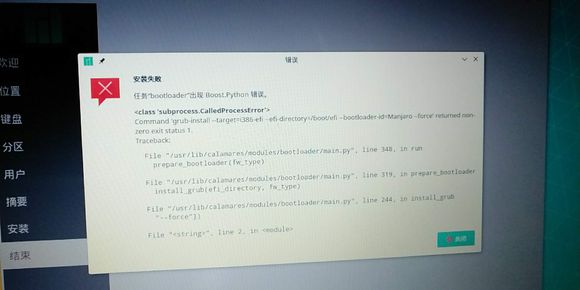 错误
欢迎
位置
键盘
分区
用户
摘要
安装
结束
安装失败
任务"bootloader"出现 Boost.Python 错误。
<class 'subprocess.CalledProcessError'>
Command 'grub-install --target=i386-efi --efi-directory=/boot/efi --bootloader-id=Manjaro --force' returned non-
zero exit status 1.
Traceback:
File "/usr/lib/calamares/modules/bootloader/main.py", line 348, in run
prepare_bootloader(fw_type)
File "/usr/lib/calamares/modules/bootloader/main.py", line 319, in prepare_bootloader
install_grub(efi_directory, fw_type)
File "/usr/lib/calamares/modules/bootloader/main.py", line 244, in install_grub
"--force"])
File "<string>", line 2, in <module>
关闭